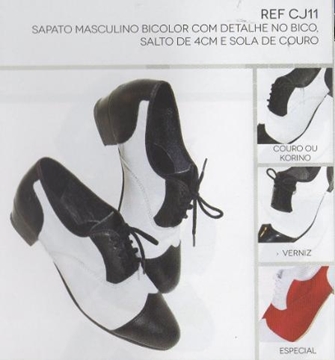 REF CJ11
SAPATO MASCULINO BICOLOR COM DETALHE NO BICO,
SALTO DE 4CM E SOLA DE COURO
COURO OU
KORINO
VERNIZ
ESPECIAL